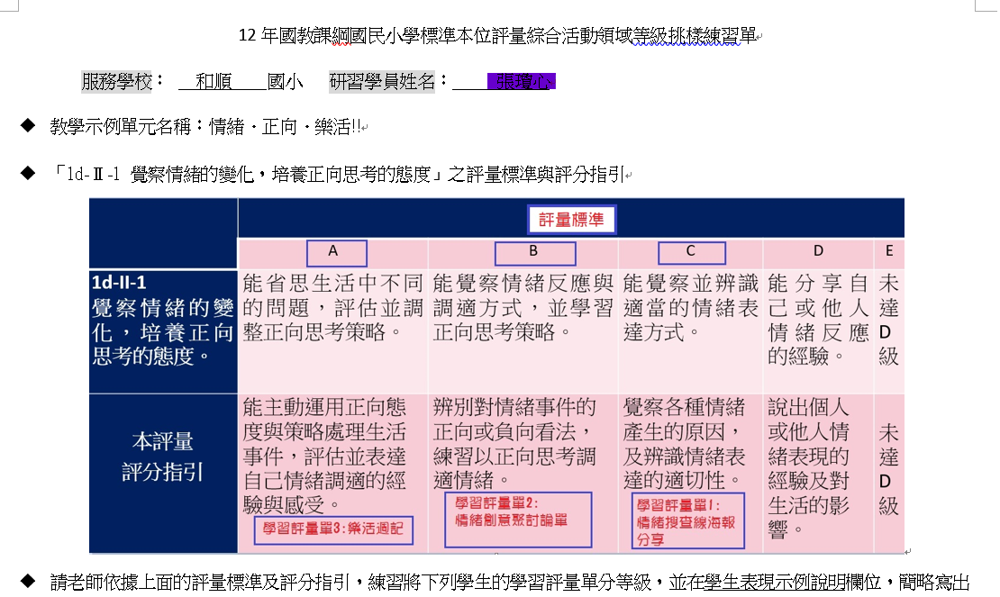 12 年國教課綱國民小學標準本位評量綜合活動領域等級挑樣練習單
服務學校： 和順 國小 研習學員姓名： 張瓊心
◆ 教學示例單元名稱：情緒．正向．樂活!!
◆ 「1d-Ⅱ-1 覺察情緒的變化，培養正向思考的態度」之評量標準與評分指引
評量標準
A B C D E
1d-II-1
覺察情緒的變
化，培養正向
思考的態度。
能省思生活中不同
的問題，評估並調
整正向思考策略。
能覺察情緒反應與
調適方式，並學習
正向思考策略。
能覺察並辨識
適當的情緒表
達方式。
能分享自
己或他人
情緒反應
的經驗。
未
達
D
級
本評量
評分指引
能主動運用正向態
度與策略處理生活
事件，評估並表達
自己情緒調適的經
驗與感受。
學習評量單3:樂活週記
辨別對情緒事件的
正向或負向看法，
練習以正向思考調
適情緒。
學習評量單2:
情緒創意聚討論單
覺察各種情緒
產生的原因，
及辨識情緒表
達的適切性。
學習評量單1:
情緒搜查線海報
分享
說出個人
或他人情
緒表現的
經驗及對
生活的影
響。
未
達
D
級
◆ 請老師依據上面的評量標準及評分指引，練習將下列學生的學習評量單分等級，並在學生表現示例說明欄位，簡略寫出